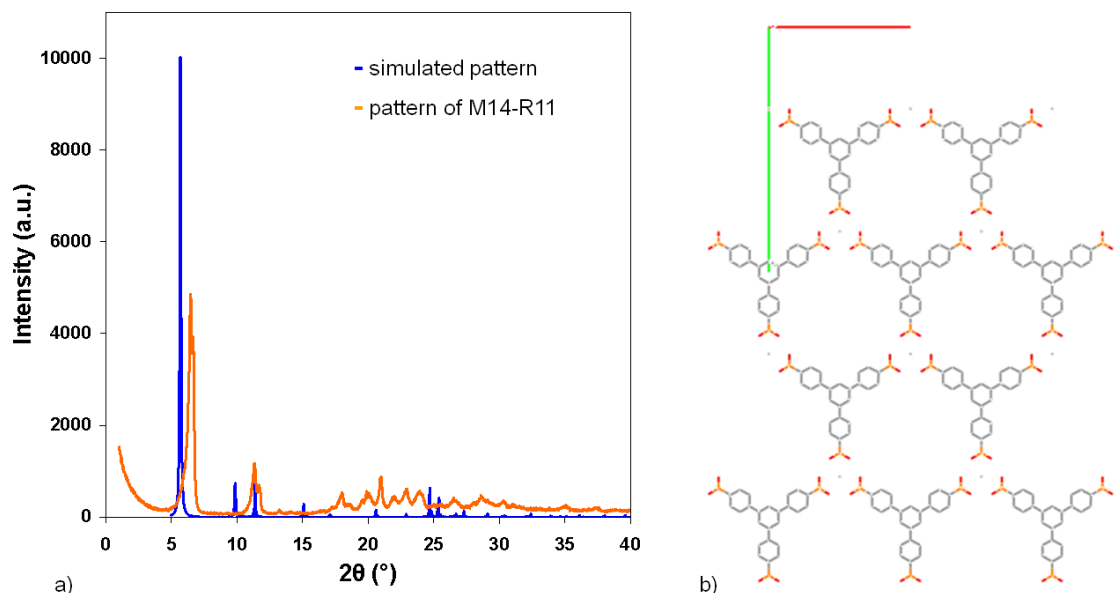 10000
8000
6000
4000
2000
0
Intensity (a.u.)
simulated pattern
pattern of M14-R11
0 5 10 15 20 25 30 35 40
2θ (°)
a)
b)